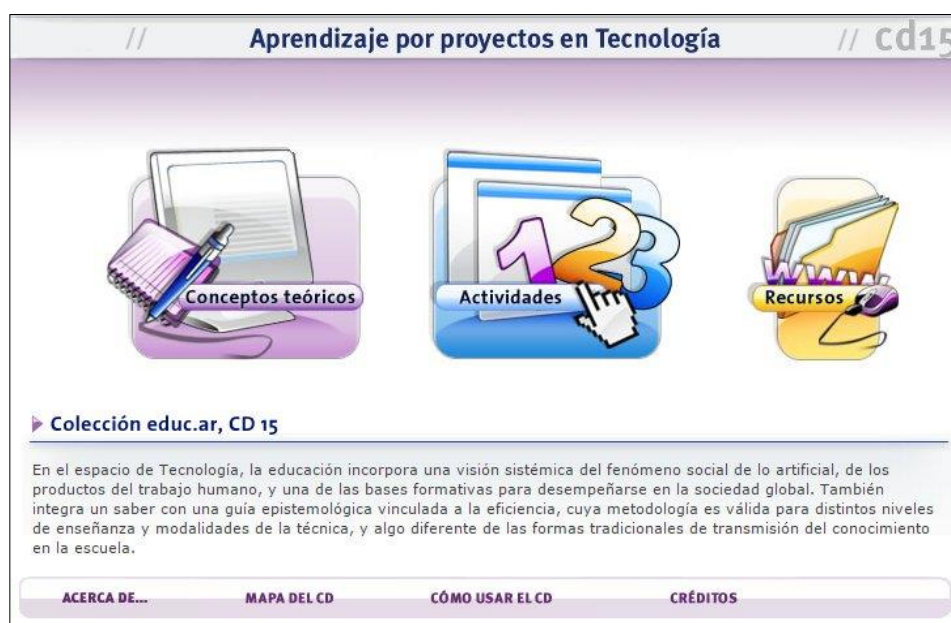 // Aprendizaje por proyectos en Tecnología // cd15
Conceptos teóricos
1 2 3
Actividades
www
Recursos
Colección educ.ar, CD 15
En el espacio de Tecnología, la educación incorpora una visión sistémica del fenómeno social de lo artificial, de los
productos del trabajo humano, y una de las bases formativas para desempeñarse en la sociedad global. También
integra un saber con una guía epistemológica vinculada a la eficiencia, cuya metodología es válida para distintos niveles
de enseñanza y modalidades de la técnica, y algo diferente de las formas tradicionales de transmisión del conocimiento
en la escuela.
ACERCA DE... MAPA DEL CD CÓMO USAR EL CD CRÉDITOS